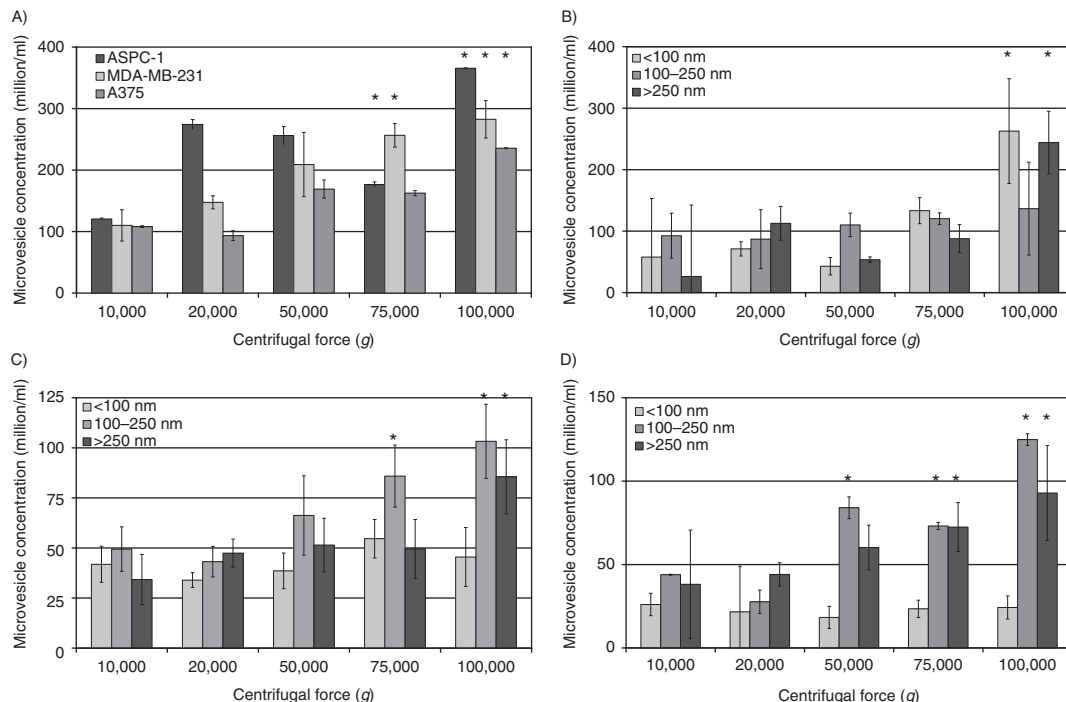 A)
Microvesicle concentration (million/ml)
400
300
200
100
0
ASPC-1
MDA-MB-231
A375
* *
* * *
10,000 20,000 50,000 75,000 100,000
Centrifugal force (g)
B)
Microvesicle concentration (million/ml)
400
300
200
100
0
<100 nm
100–250 nm
>250 nm
* *
10,000 20,000 50,000 75,000 100,000
Centrifugal force (g)
C)
Microvesicle concentration (million/ml)
125
100
75
50
25
0
<100 nm
100–250 nm
>250 nm
*
* *
10,000 20,000 50,000 75,000 100,000
Centrifugal force (g)
D)
Microvesicle concentration (million/ml)
150
100
50
0
<100 nm
100–250 nm
>250 nm
*
* *
* *
10,000 20,000 50,000 75,000 100,000
Centrifugal force (g)